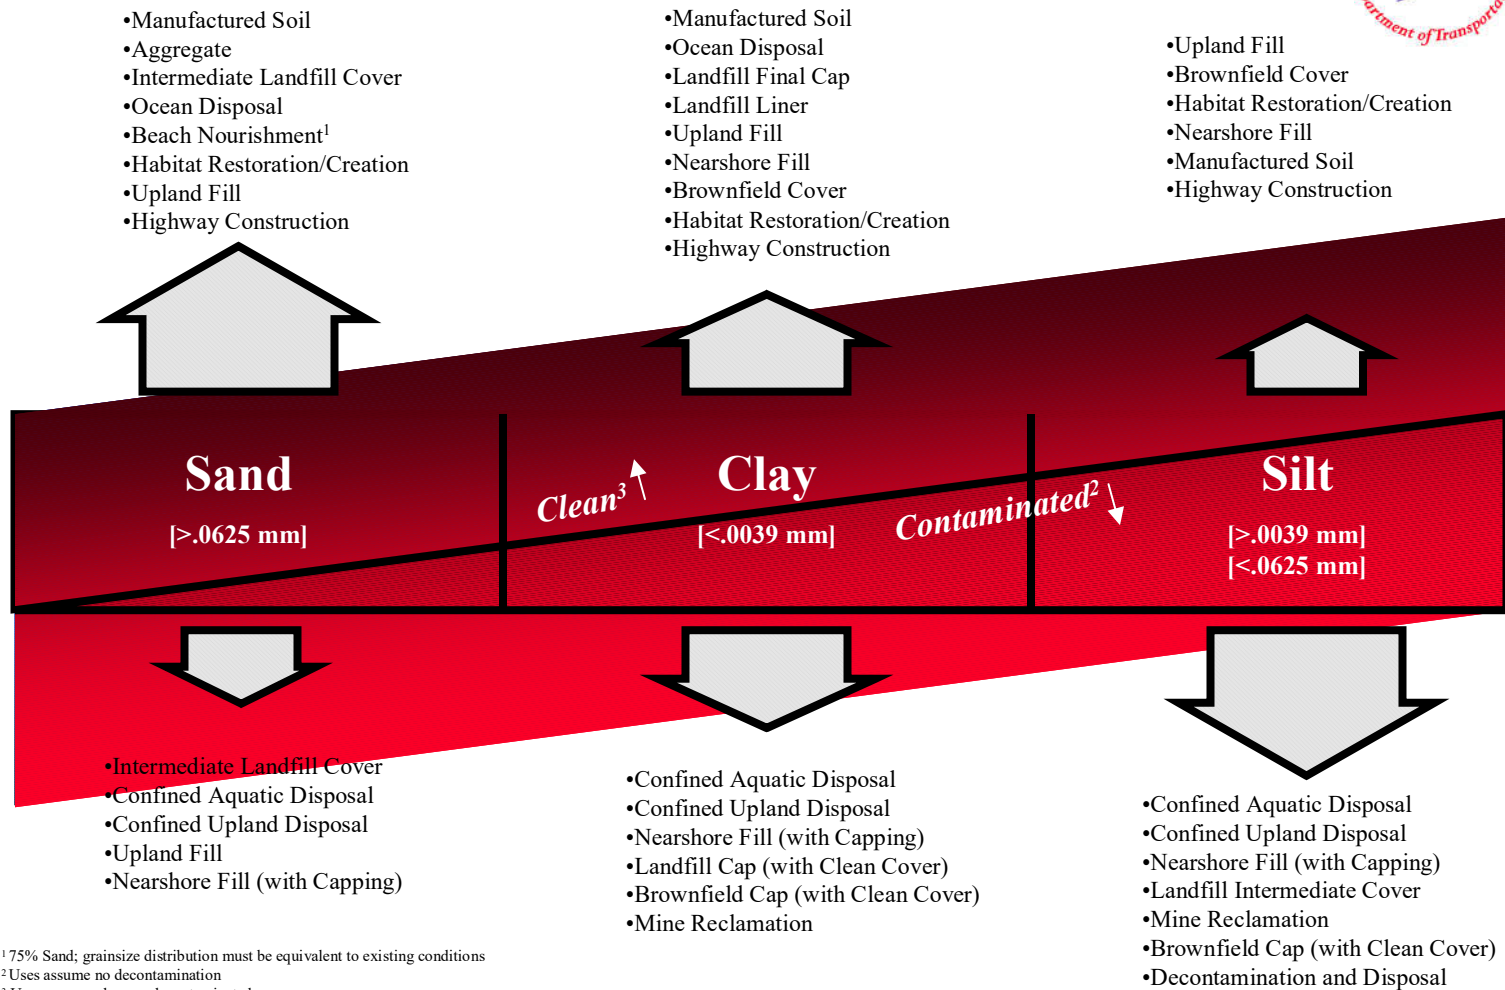 artment of Transporta
•Manufactured Soil
•Aggregate
•Intermediate Landfill Cover
•Ocean Disposal
•Beach Nourishment¹
•Habitat Restoration/Creation
•Upland Fill
•Highway Construction
•Manufactured Soil
•Ocean Disposal
•Landfill Final Cap
•Landfill Liner
•Upland Fill
•Nearshore Fill
•Brownfield Cover
•Habitat Restoration/Creation
•Highway Construction
•Upland Fill
•Brownfield Cover
•Habitat Restoration/Creation
•Nearshore Fill
•Manufactured Soil
•Highway Construction
Sand
[>.0625 mm]
Clean³
Clay
[<.0039 mm]
Contaminated²
Silt
[>.0039 mm]
[<.0625 mm]
•Intermediate Landfill Cover
•Confined Aquatic Disposal
•Confined Upland Disposal
•Upland Fill
•Nearshore Fill (with Capping)
•Confined Aquatic Disposal
•Confined Upland Disposal
•Nearshore Fill (with Capping)
•Landfill Cap (with Clean Cover)
•Brownfield Cap (with Clean Cover)
•Mine Reclamation
•Confined Aquatic Disposal
•Confined Upland Disposal
•Nearshore Fill (with Capping)
•Landfill Intermediate Cover
•Mine Reclamation
•Brownfield Cap (with Clean Cover)
•Decontamination and Disposal
¹ 75% Sand; grainsize distribution must be equivalent to existing conditions
² Uses assume no decontamination